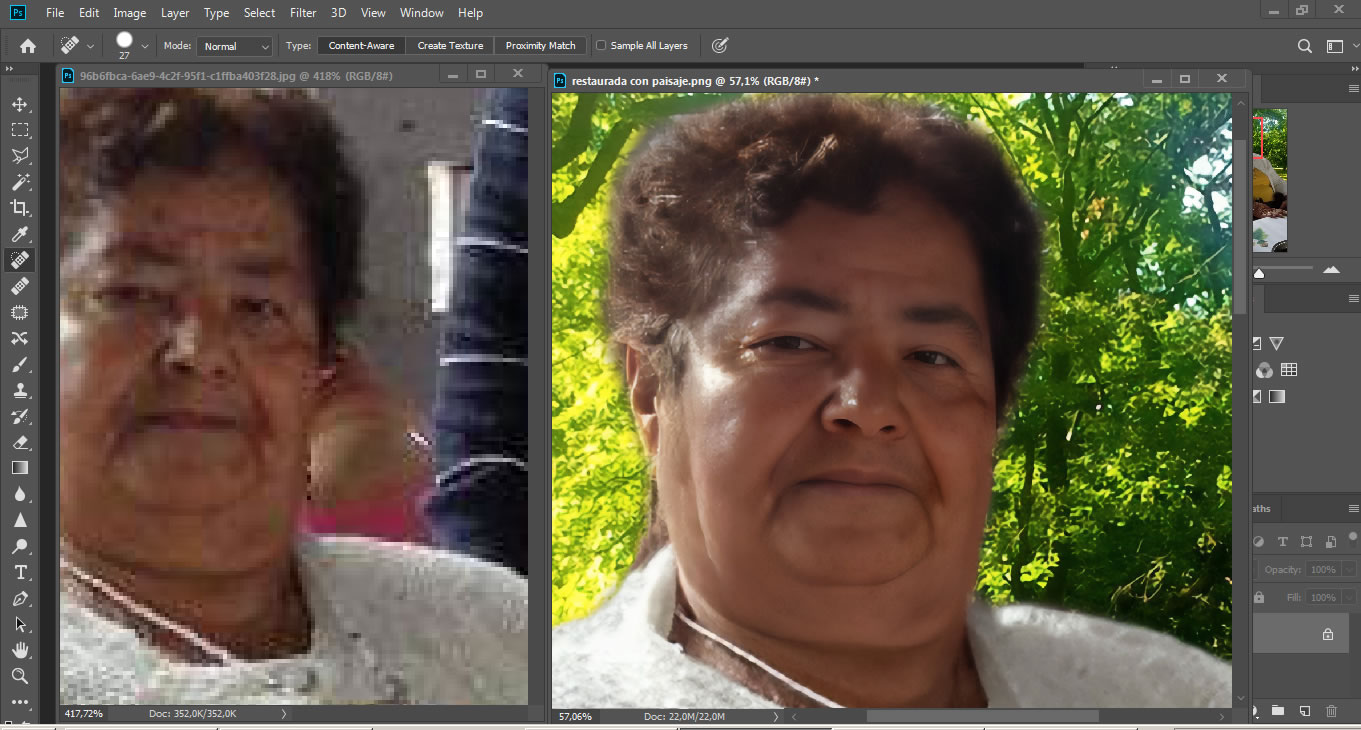 Ps File Edit Image Layer Type Select Filter 3D View Window Help
27 Mode: Normal Type: Content-Aware Create Texture Proximity Match Sample All Layers
Ps 96b6fbca-6ae9-4c2f-95f1-c1ffba403f28.jpg @ 418% (RGB/8#)
Ps restaurada con paisaje.png @ 57,1% (RGB/8#) *
aths
Opacity: 100%
Fill: 100%
417,72% Doc: 352,0K/352,0K
57,06% Doc: 22,0M/22,0M